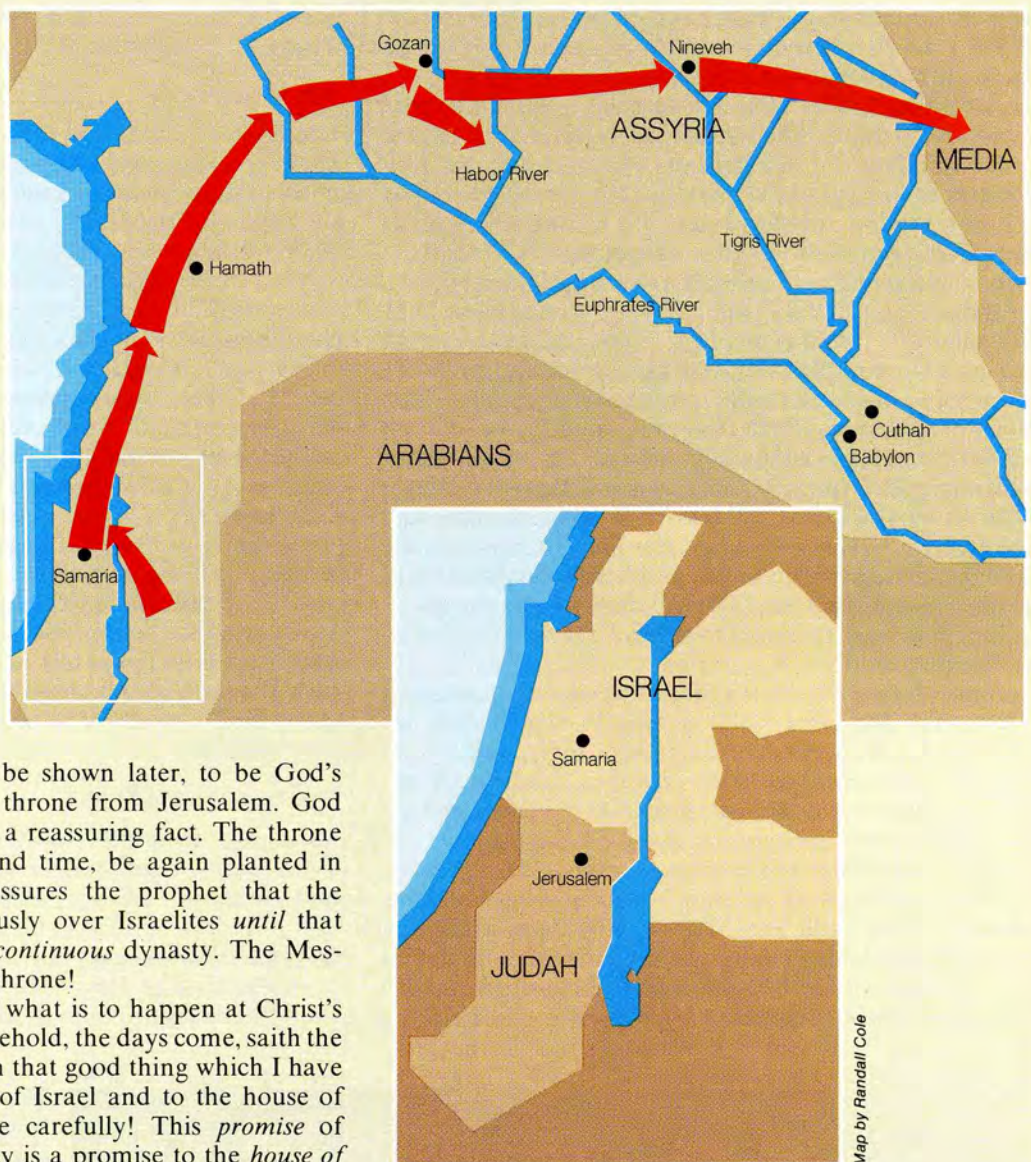 Gozan
Nineveh
ASSYRIA
MEDIA
Habor River
Tigris River
Hamath
Euphrates River
ARABIANS
Cuthah
Babylon
Samaria
ISRAEL
Samaria
Jerusalem
JUDAH
Map by Randall Cole
be shown later, to be God's
throne from Jerusalem. God
a reassuring fact. The throne
nd time, be again planted in
ssures the prophet that the
usly over Israelites until that
continuous dynasty. The Mes-
hrone!
what is to happen at Christ's
ehold, the days come, saith the
n that good thing which I have
of Israel and to the house of
e carefully! This promise of
y is a promise to the house of